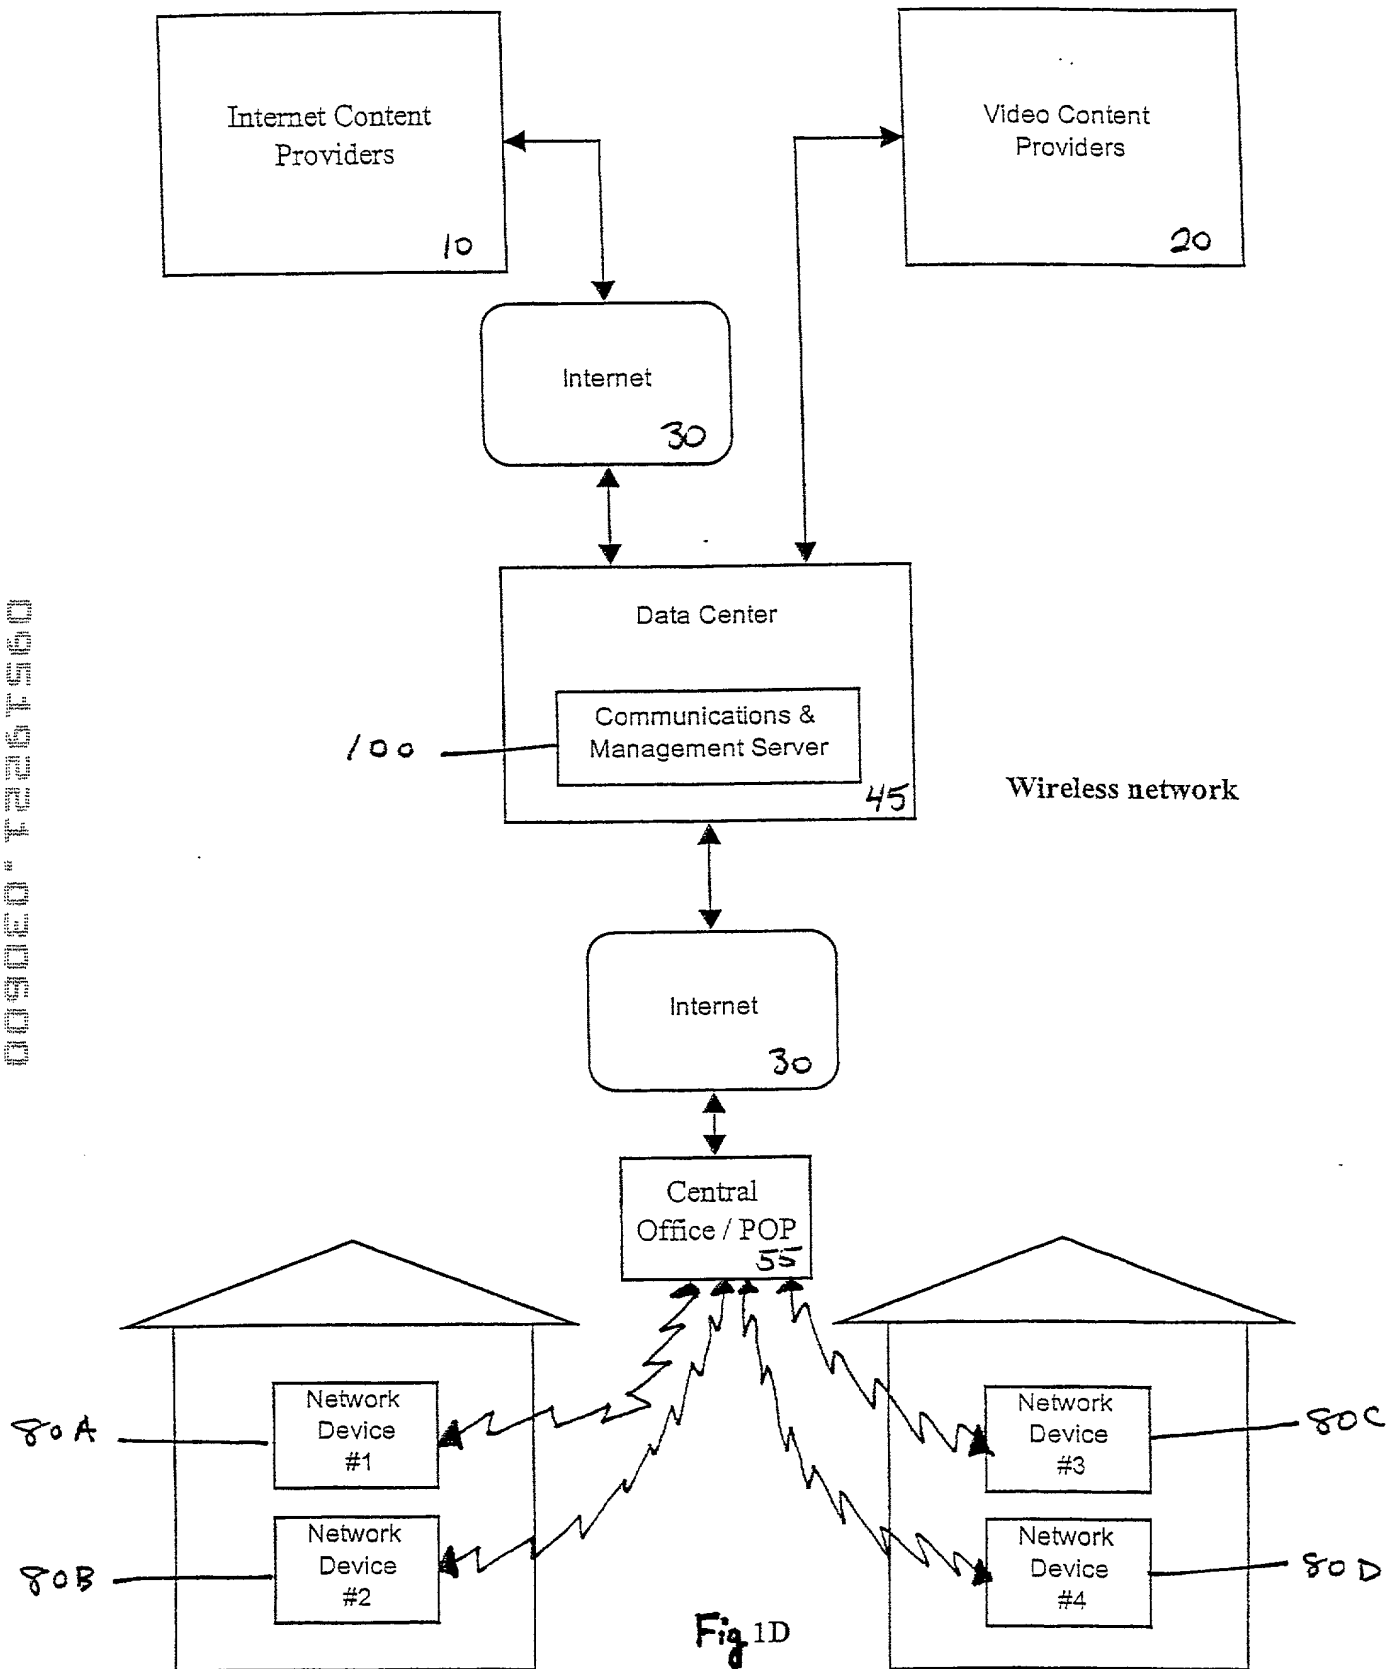 Internet Content
Providers
10
Video Content
Providers
20
Internet
30
Data Center
Communications &
Management Server
100
45
Wireless network
Internet
30
Central
Office / POP
55
Network
Device
#1
80A
Network
Device
#2
80B
Network
Device
#3
80C
Network
Device
#4
80D
Fig 1D